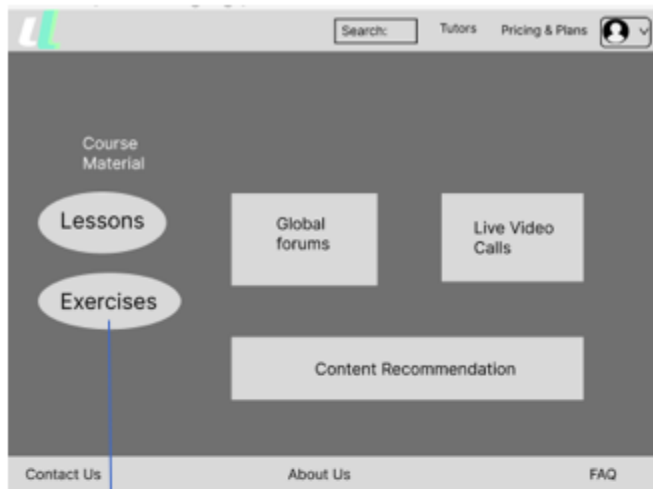 Search:
Tutors
Pricing & Plans
Course
Material
Lessons
Exercises
Global
forums
Live Video
Calls
Content Recommendation
Contact Us
About Us
FAQ